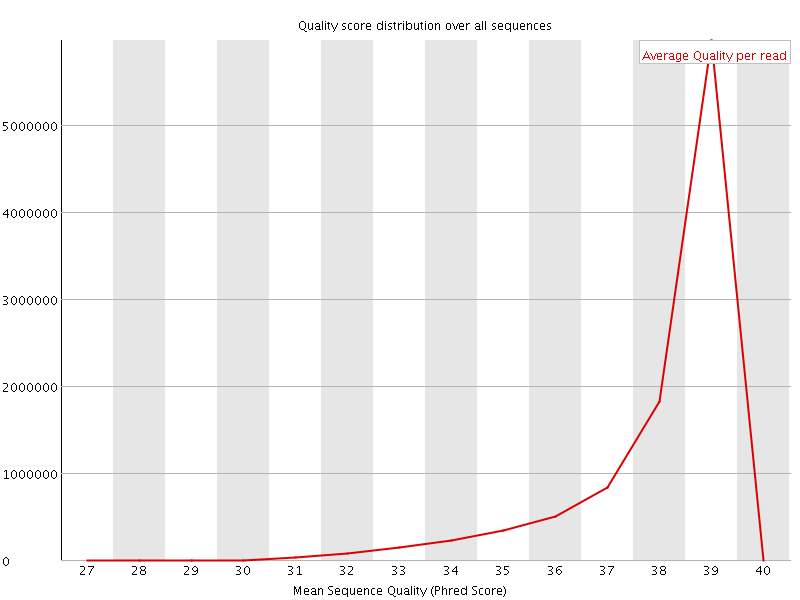 Quality score distribution over all sequences
Average Quality per read
5000000
4000000
3000000
2000000
1000000
0
27 28 29 30 31 32 33 34 35 36 37 38 39 40
Mean Sequence Quality (Phred Score)